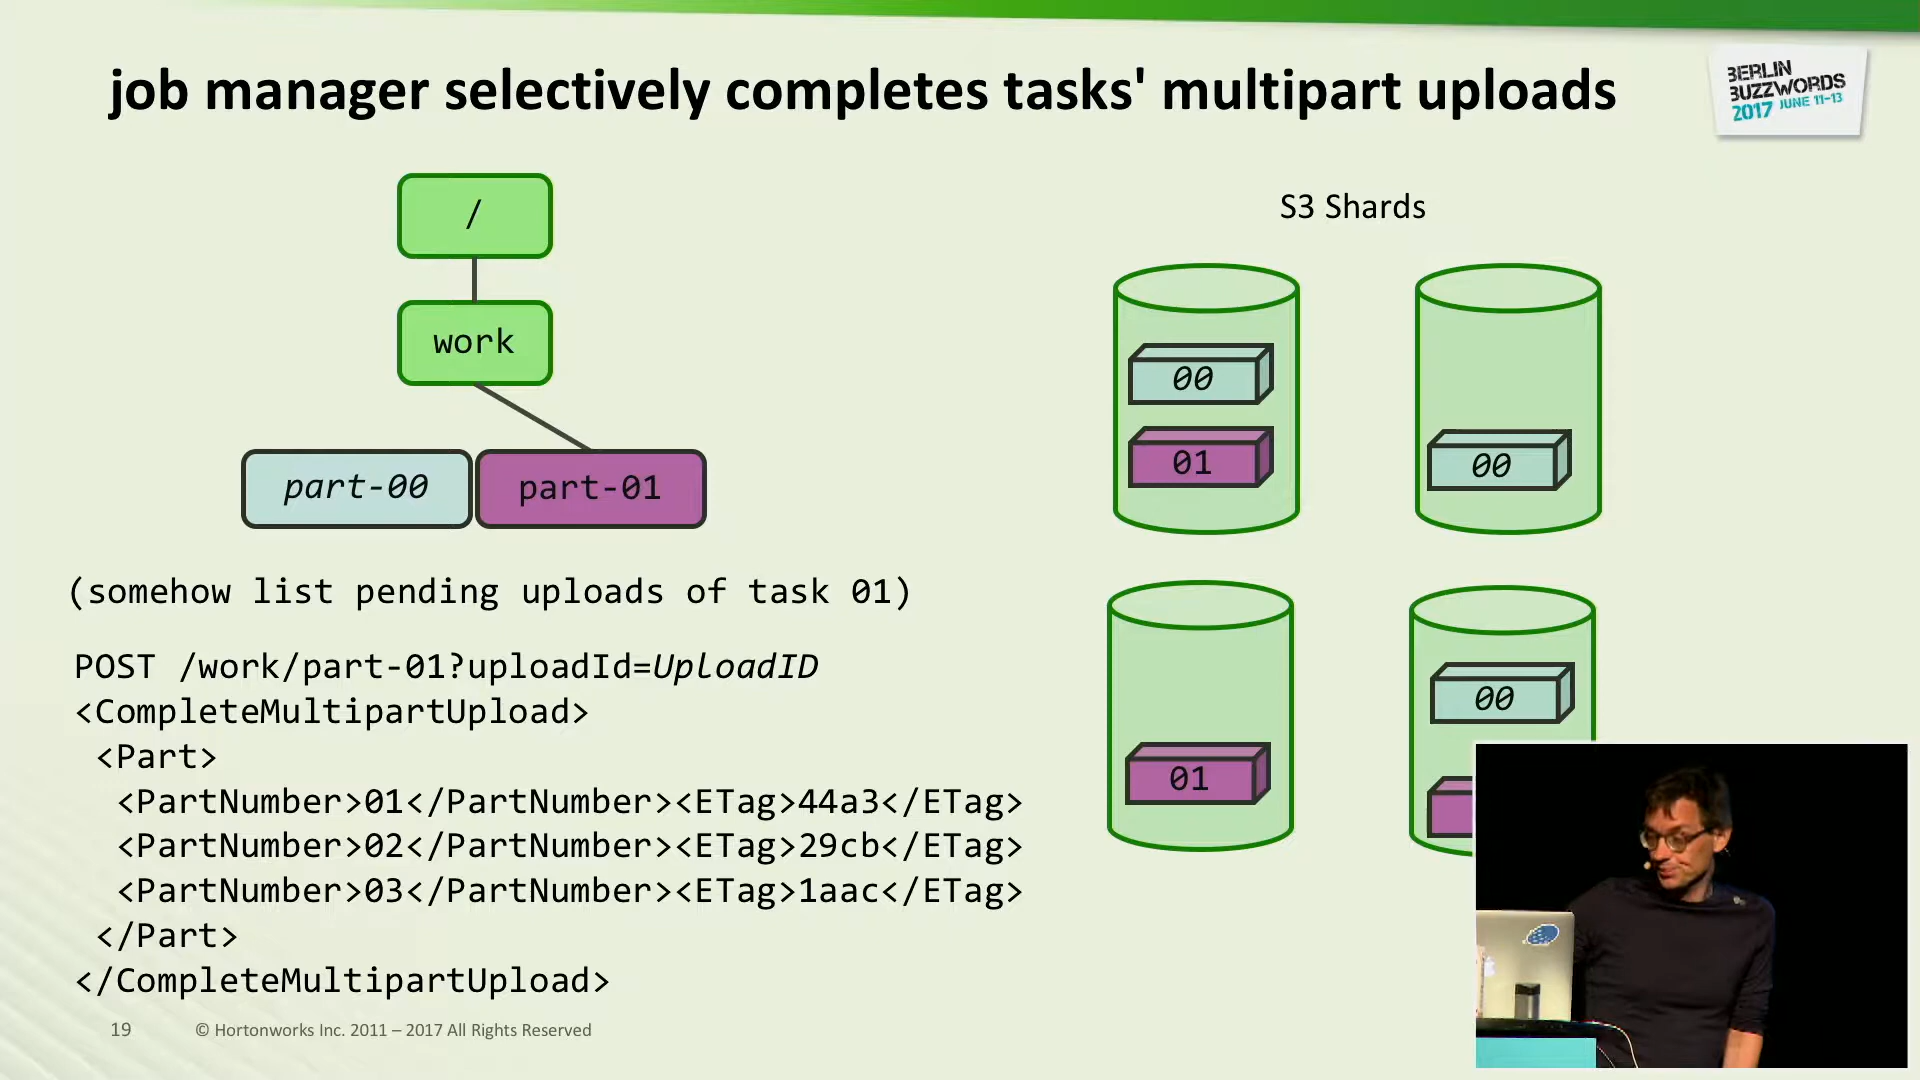 job manager selectively completes tasks' multipart uploads
BERLIN
BUZZWORDS
2017 JUNE 11-13
/
work
part-00
part-01
(somehow list pending uploads of task 01)
POST /work/part-01?uploadId=UploadID
<CompleteMultipartUpload>
<Part>
<PartNumber>01</PartNumber><ETag>44a3</ETag>
<PartNumber>02</PartNumber><ETag>29cb</ETag>
<PartNumber>03</PartNumber><ETag>1aac</ETag>
</Part>
</CompleteMultipartUpload>
S3 Shards
00
01
00
01
00
19
© Hortonworks Inc. 2011 – 2017 All Rights Reserved